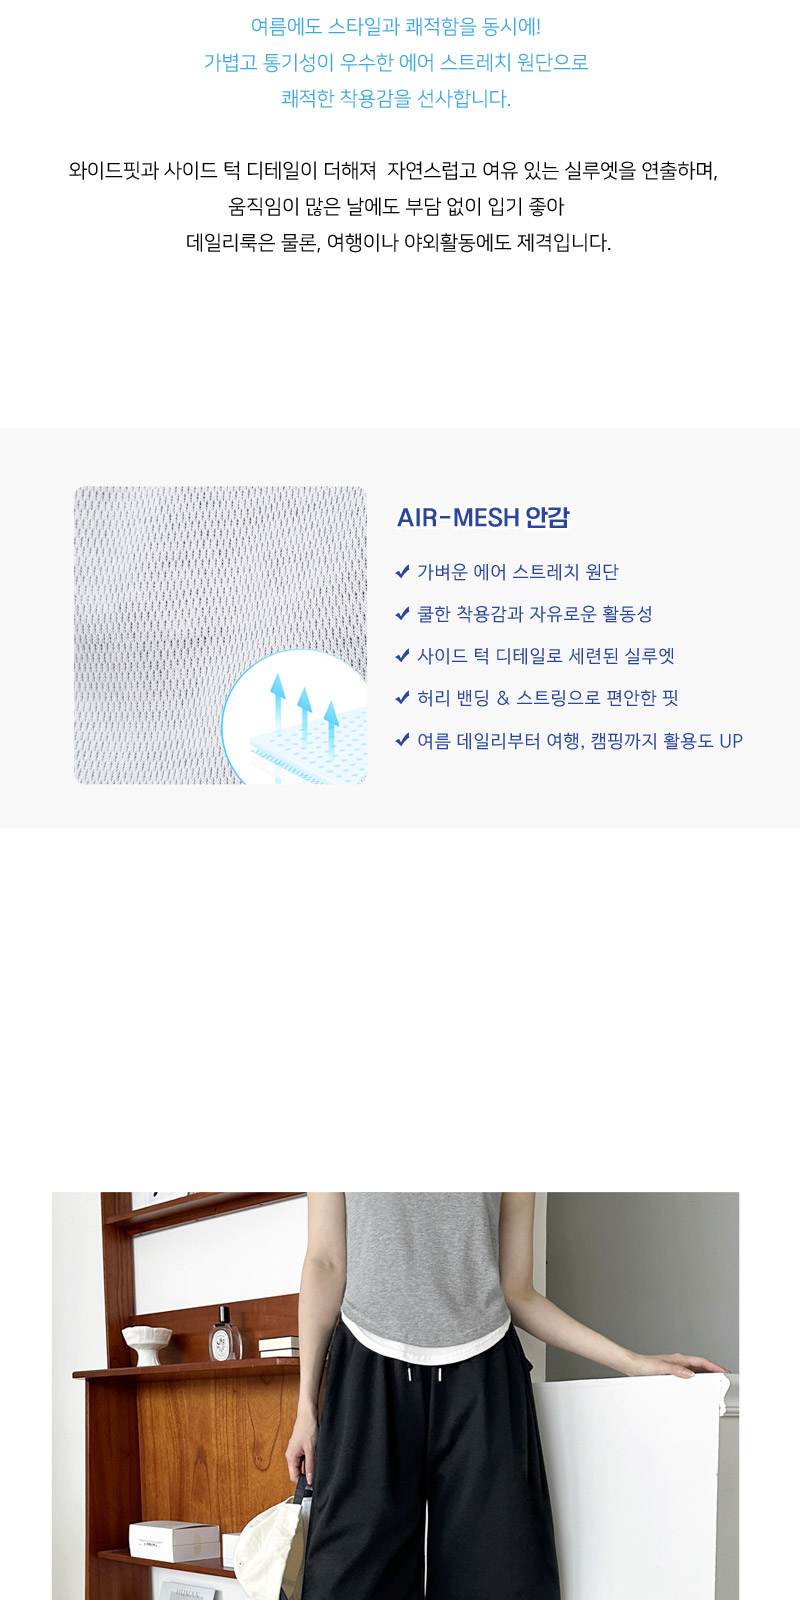 여름에도 스타일과 쾌적함을 동시에!
가볍고 통기성이 우수한 에어 스트레치 원단으로
쾌적한 착용감을 선사합니다.
와이드핏과 사이드 턱 디테일이 더해져 자연스럽고 여유 있는 실루엣을 연출하며,
움직임이 많은 날에도 부담 없이 입기 좋아
데일리룩은 물론, 여행이나 야외활동에도 제격입니다.
AIR-MESH 안감
가벼운 에어 스트레치 원단
쿨한 착용감과 자유로운 활동성
사이드 턱 디테일로 세련된 실루엣
허리 밴딩 & 스트링으로 편안한 핏
여름 데일리부터 여행, 캠핑까지 활용도 UP